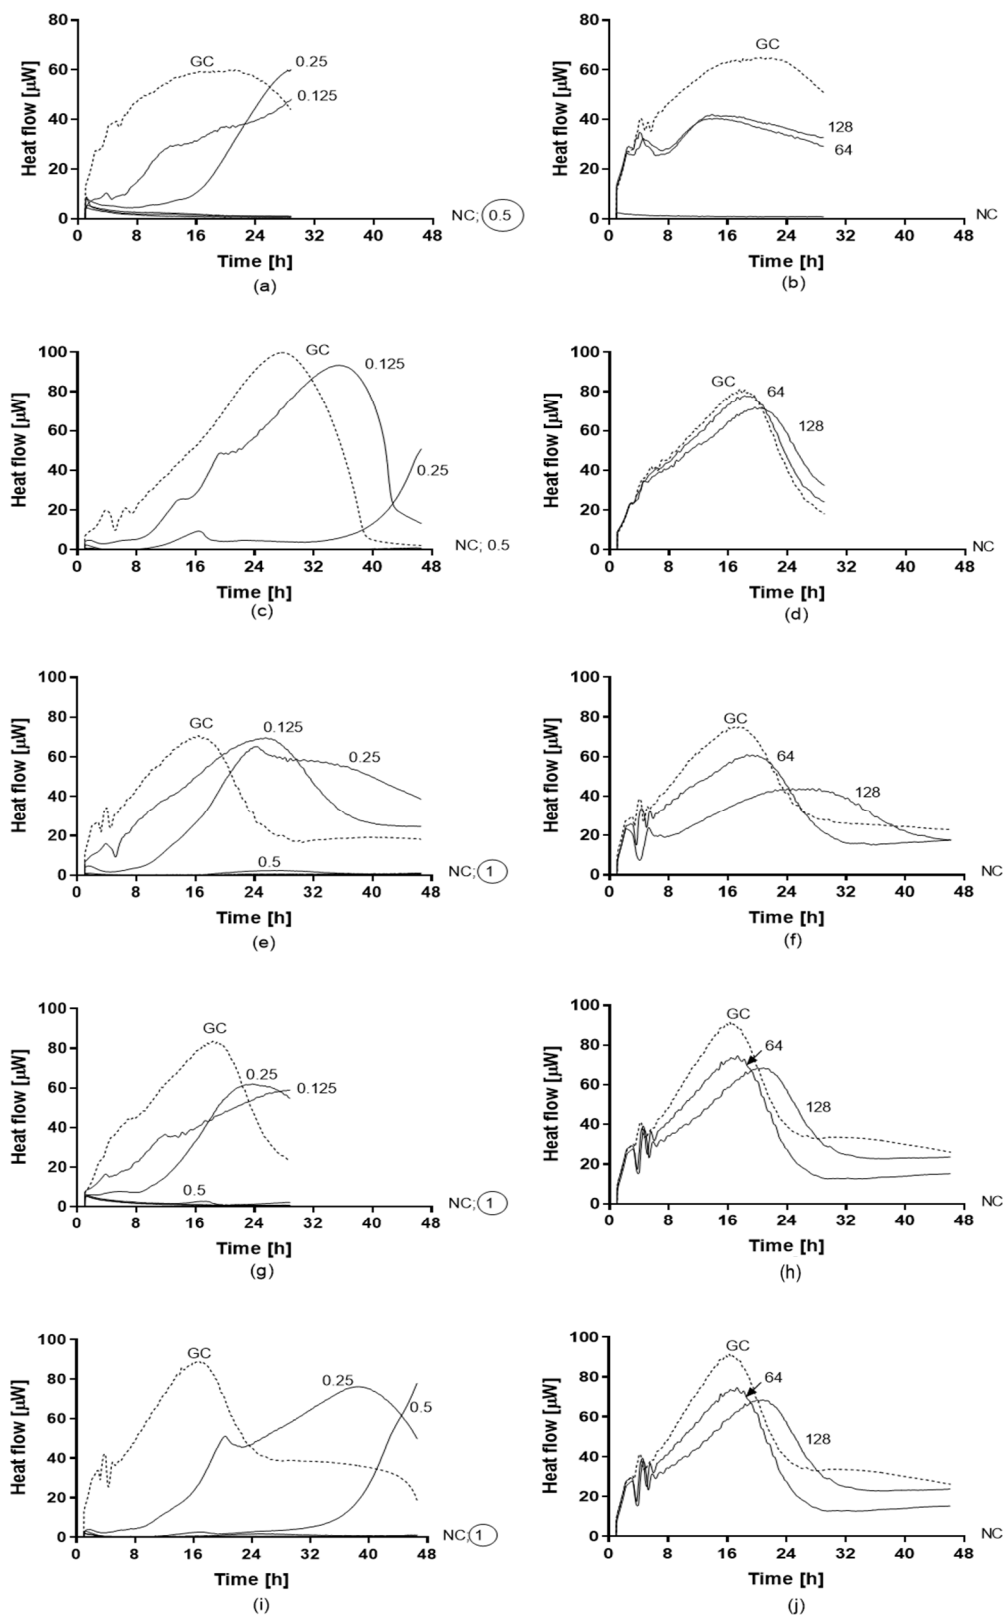 80
60
40
20
0
Heat flow [µW]
GC
0.25
0.125
NC; 0.5
0 8 16 24 32 40 48
Time [h]
(a)
80
60
40
20
0
Heat flow [µW]
GC
128
64
NC
0 8 16 24 32 40 48
Time [h]
(b)
100
80
60
40
20
0
Heat flow [µW]
GC
0.125
0.25
NC; 0.5
0 8 16 24 32 40 48
Time [h]
(c)
100
80
60
40
20
0
Heat flow [µW]
GC
64
128
NC
0 8 16 24 32 40 48
Time [h]
(d)
100
80
60
40
20
0
Heat flow [µW]
GC
0.125
0.25
0.5
NC; 1
0 8 16 24 32 40 48
Time [h]
(e)
100
80
60
40
20
0
Heat flow [µW]
GC
64
128
NC
0 8 16 24 32 40 48
Time [h]
(f)
100
80
60
40
20
0
Heat flow [µW]
GC
0.25
0.125
0.5
NC; 1
0 8 16 24 32 40 48
Time [h]
(g)
100
80
60
40
20
0
Heat flow [µW]
GC
64
128
NC
0 8 16 24 32 40 48
Time [h]
(h)
100
80
60
40
20
0
Heat flow [µW]
GC
0.25
0.5
NC; 1
0 8 16 24 32 40 48
Time [h]
(i)
100
80
60
40
20
0
Heat flow [µW]
GC
64
128
NC
0 8 16 24 32 40 48
Time [h]
(j)